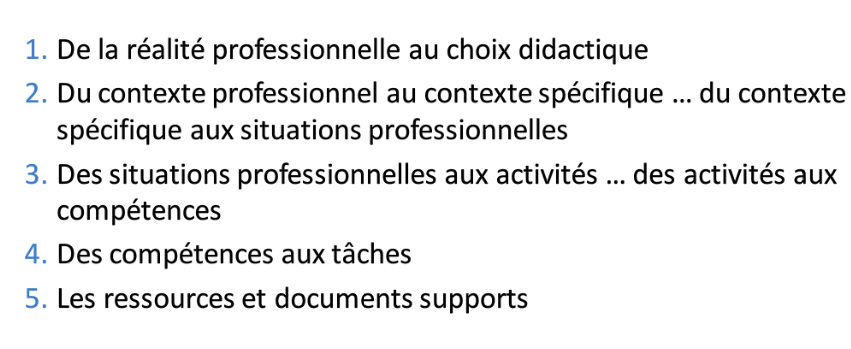 1. De la réalité professionnelle au choix didactique
2. Du contexte professionnel au contexte spécifique ... du contexte
spécifique aux situations professionnelles
3. Des situations professionnelles aux activités ... des activités aux
compétences
4. Des compétences aux tâches
5. Les ressources et documents supports